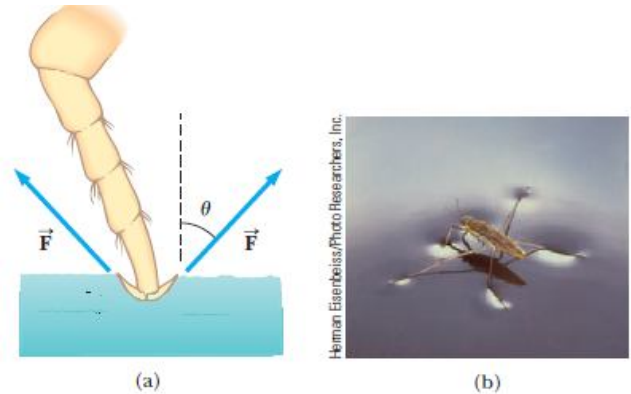 θ
F
F
(a)
Herman Eisenbeiss/Photo Researchers, Inc.
(b)